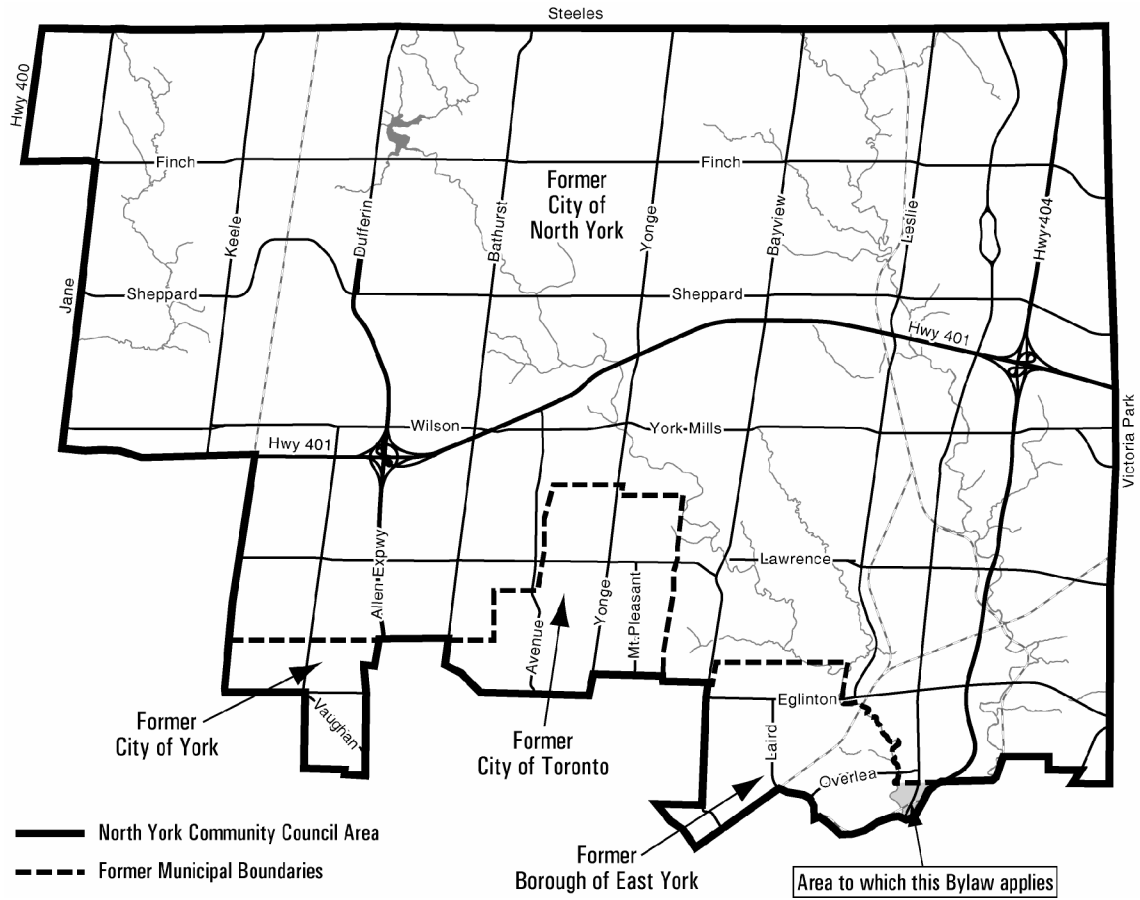 Steeles
Hwy 400
Finch
Finch
Former
City of
North York
Keele
Dufferin
Bathurst
Yonge
Bayview
Leslie
Hwy 404
Jane
Sheppard
Sheppard
Hwy 401
Hwy 401
Wilson
York Mills
Victoria Park
Allen Expwy
Lawrence
Avenue
Yonge
Mt.Pleasant
Eglinton
Vaughan
Laird
Overlea
Former
City of York
Former
City of Toronto
Former
Borough of East York
North York Community Council Area
Former Municipal Boundaries
Area to which this Bylaw applies